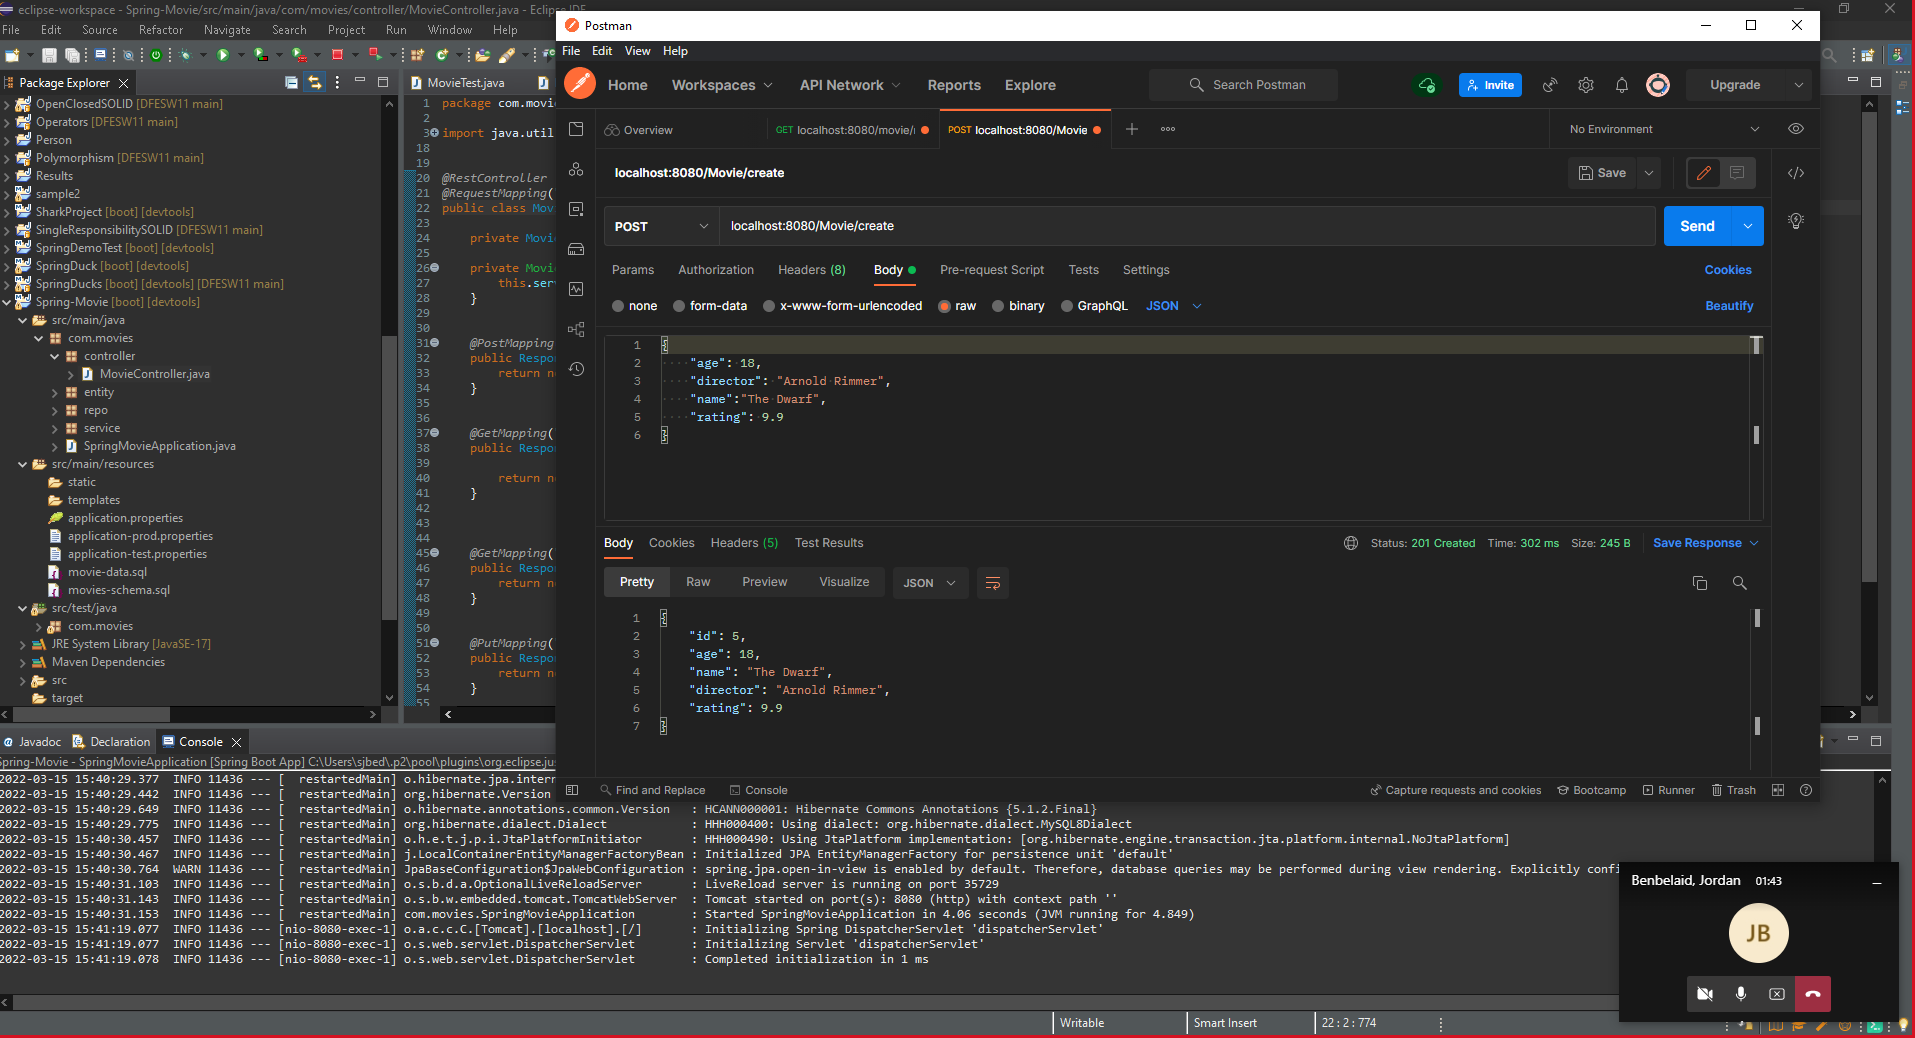 eclipse-workspace - Spring-Movie/src/main/java/com/movies/controller/MovieController.java - Eclipse IDE
File Edit Source Refactor Navigate Search Project Run Window Help
Package Explorer
OpenClosedSOLID [DFESW11 main]
Operators [DFESW11 main]
Person
Polymorphism [DFESW11 main]
Results
sample2
SharkProject [boot] [devtools]
SingleResponsibilitySOLID [DFESW11 main]
SpringDemoTest [boot] [devtools]
SpringDuck [boot] [devtools]
SpringDucks [boot] [devtools] [DFESW11 main]
Spring-Movie [boot] [devtools]
src/main/java
com.movies
controller
MovieController.java
entity
repo
service
SpringMovieApplication.java
src/main/resources
static
templates
application.properties
application-prod.properties
application-test.properties
movie-data.sql
movies-schema.sql
src/test/java
com.movies
JRE System Library [JavaSE-17]
Maven Dependencies
src
target
MovieTest.java
1 package com.movi
2
3 import java.util
18
19
20 @RestController
21 @RequestMapping(
22 public class Mov
23
24 private Movi
25
26 private Movi
27 this.serv
28 }
29
30
31 @PostMapping
32 public Respo
33 return ne
34 }
35
36
37 @GetMapping(
38 public Respon
39
40 return ne
41 }
42
43
44
45 @GetMapping(
46 public Respo
47 return ne
48 }
49
50
51 @PutMapping(
52 public Respo
53 return ne
54 }
55
Postman
File Edit View Help
Home Workspaces API Network Reports Explore
Search Postman
Invite
Upgrade
Overview
GET localhost:8080/movie/
POST localhost:8080/Movie
No Environment
localhost:8080/Movie/create
Save
POST
localhost:8080/Movie/create
Send
Params Authorization Headers (8) Body Pre-request Script Tests Settings Cookies
none form-data x-www-form-urlencoded raw binary GraphQL JSON Beautify
1 {
2 "age": 18,
3 "director": "Arnold Rimmer",
4 "name":"The Dwarf",
5 "rating": 9.9
6 }
Body Cookies Headers (5) Test Results
Status: 201 Created Time: 302 ms Size: 245 B Save Response
Pretty Raw Preview Visualize JSON
1 {
2 "id": 5,
3 "age": 18,
4 "name": "The Dwarf",
5 "director": "Arnold Rimmer",
6 "rating": 9.9
7 }
Find and Replace Console
Capture requests and cookies Bootcamp Runner Trash
Javadoc Declaration Console
Spring-Movie - SpringMovieApplication [Spring Boot App] C:\Users\sjbed\.p2\pool\plugins\org.eclipse.jus
2022-03-15 15:40:29.377 INFO 11436 --- [ restartedMain] o.hibernate.jpa.intern
2022-03-15 15:40:29.442 INFO 11436 --- [ restartedMain] org.hibernate.Version
2022-03-15 15:40:29.649 INFO 11436 --- [ restartedMain] o.hibernate.annotations.common.Version : HCANN000001: Hibernate Commons Annotations {5.1.2.Final}
2022-03-15 15:40:29.775 INFO 11436 --- [ restartedMain] org.hibernate.dialect.Dialect : HHH000400: Using dialect: org.hibernate.dialect.MySQL8Dialect
2022-03-15 15:40:30.457 INFO 11436 --- [ restartedMain] o.h.e.t.j.p.i.JtaPlatformInitiator : HHH000490: Using JtaPlatform implementation: [org.hibernate.engine.transaction.jta.platform.internal.NoJtaPlatform]
2022-03-15 15:40:30.467 INFO 11436 --- [ restartedMain] j.LocalContainerEntityManagerFactoryBean : Initialized JPA EntityManagerFactory for persistence unit 'default'
2022-03-15 15:40:30.764 WARN 11436 --- [ restartedMain] JpaBaseConfiguration$JpaWebConfiguration : spring.jpa.open-in-view is enabled by default. Therefore, database queries may be performed during view rendering. Explicitly confi
2022-03-15 15:40:31.103 INFO 11436 --- [ restartedMain] o.s.b.d.a.OptionalLiveReloadServer : LiveReload server is running on port 35729
2022-03-15 15:40:31.143 INFO 11436 --- [ restartedMain] o.s.b.w.embedded.tomcat.TomcatWebServer : Tomcat started on port(s): 8080 (http) with context path ''
2022-03-15 15:40:31.153 INFO 11436 --- [ restartedMain] com.movies.SpringMovieApplication : Started SpringMovieApplication in 4.06 seconds (JVM running for 4.849)
2022-03-15 15:41:19.077 INFO 11436 --- [nio-8080-exec-1] o.a.c.c.C.[Tomcat].[localhost].[/] : Initializing Spring DispatcherServlet 'dispatcherServlet'
2022-03-15 15:41:19.077 INFO 11436 --- [nio-8080-exec-1] o.s.web.servlet.DispatcherServlet : Initializing Servlet 'dispatcherServlet'
2022-03-15 15:41:19.078 INFO 11436 --- [nio-8080-exec-1] o.s.web.servlet.DispatcherServlet : Completed initialization in 1 ms
Benbelaid, Jordan 01:43
JB
Writable Smart Insert 22 : 2 : 774